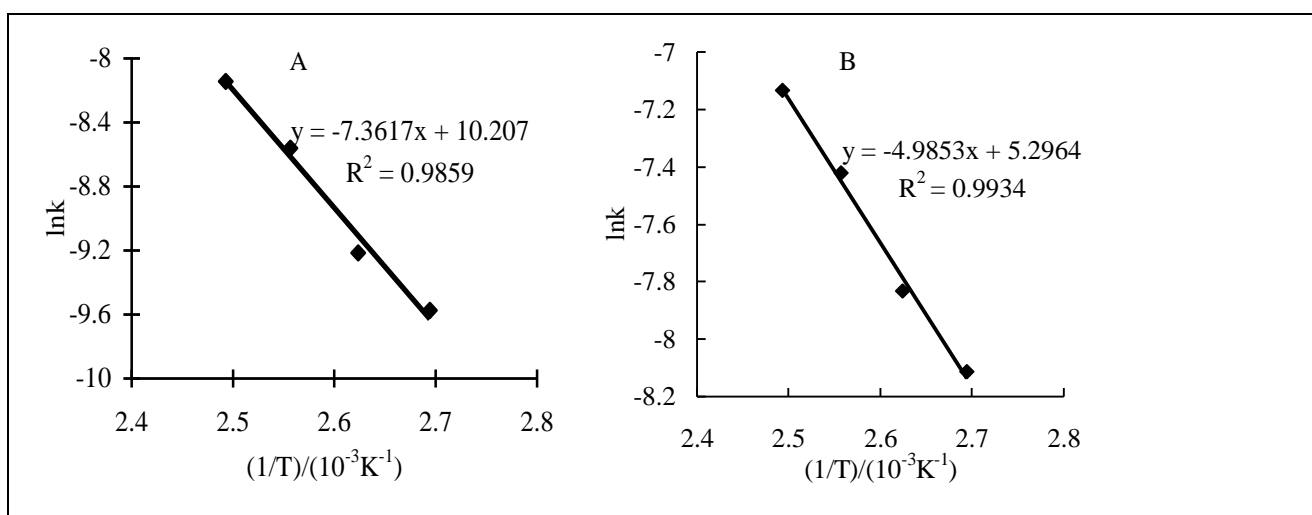 A
-8
-8.4
-8.8
-9.2
-9.6
-10
lnk
y = -7.3617x + 10.207
R² = 0.9859
2.4 2.5 2.6 2.7 2.8
(1/T)/(10⁻³K⁻¹)
B
-7
-7.2
-7.4
-7.6
-7.8
-8
-8.2
lnk
y = -4.9853x + 5.2964
R² = 0.9934
2.4 2.5 2.6 2.7 2.8
(1/T)/(10⁻³K⁻¹)